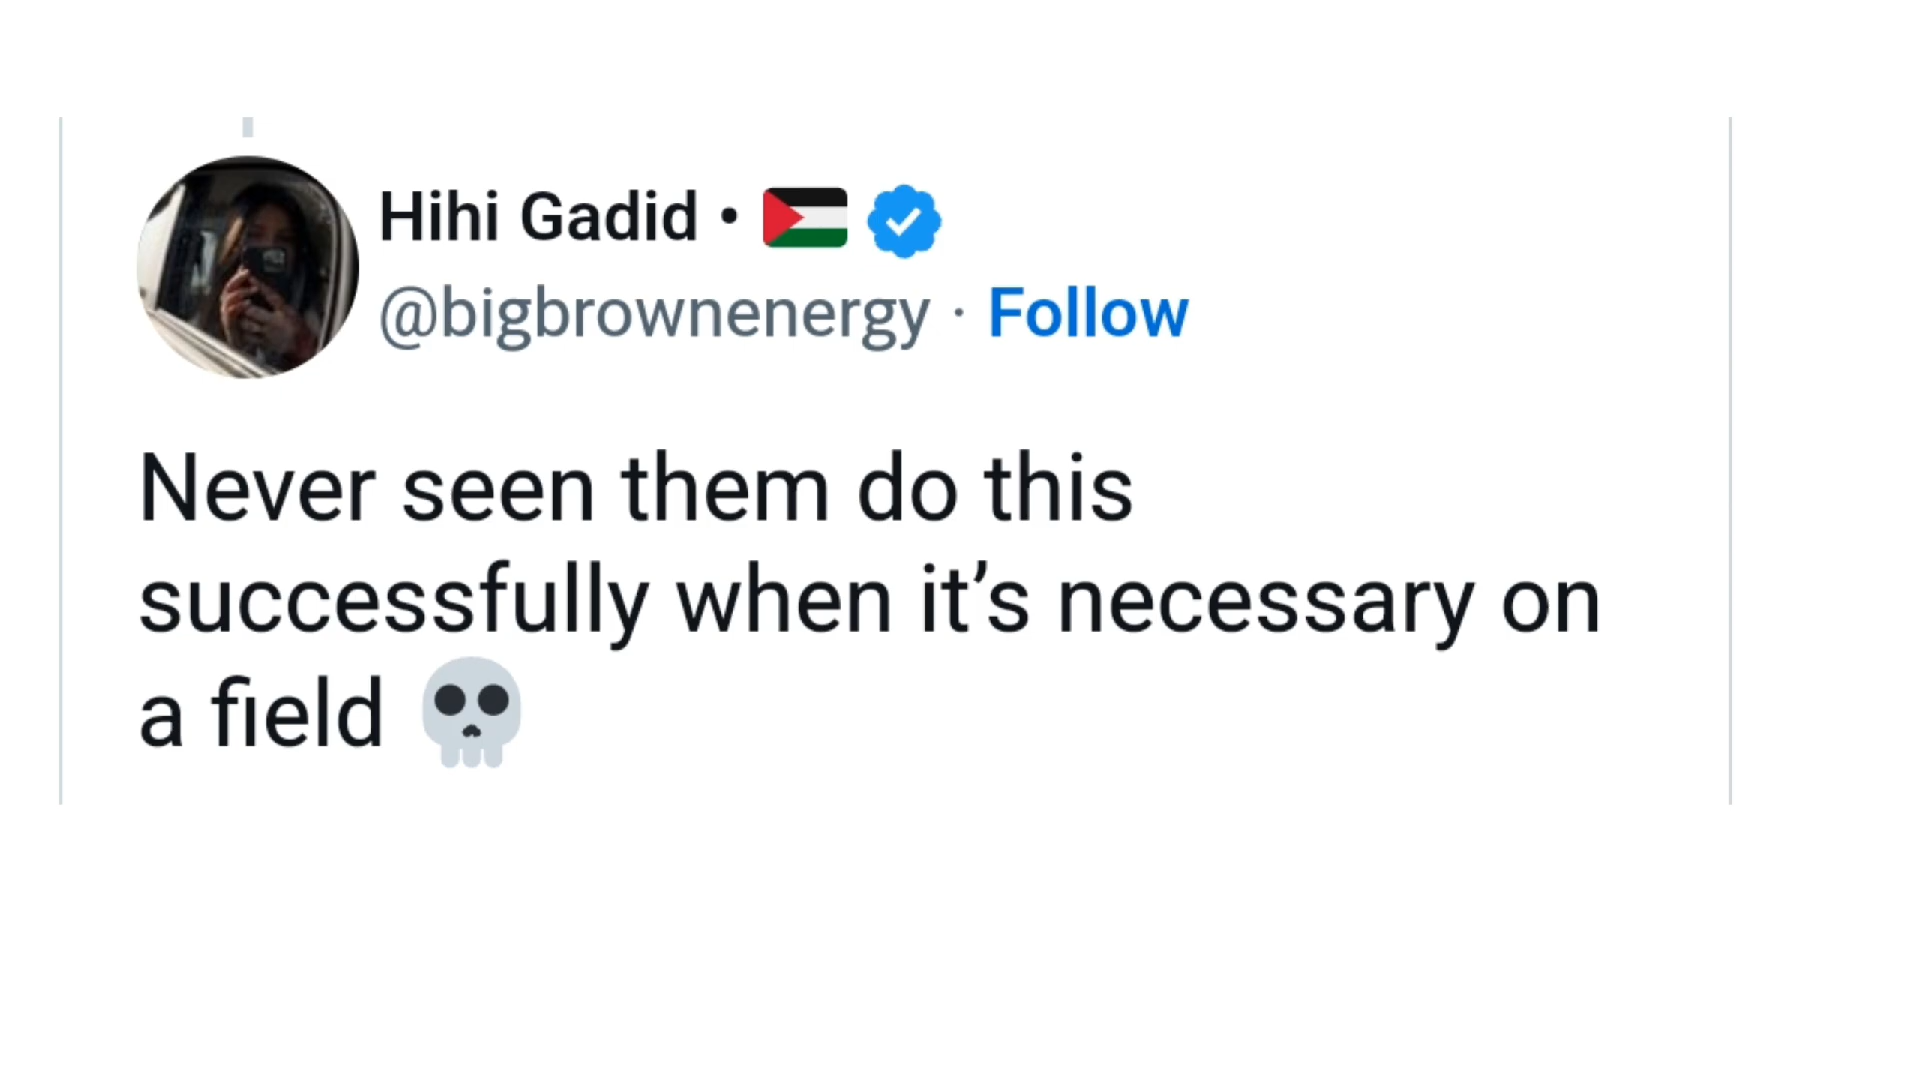 Hihi Gadid • 🇵🇸
@bigbrownenergy · Follow
Never seen them do this
successfully when it’s necessary on
a field 💀